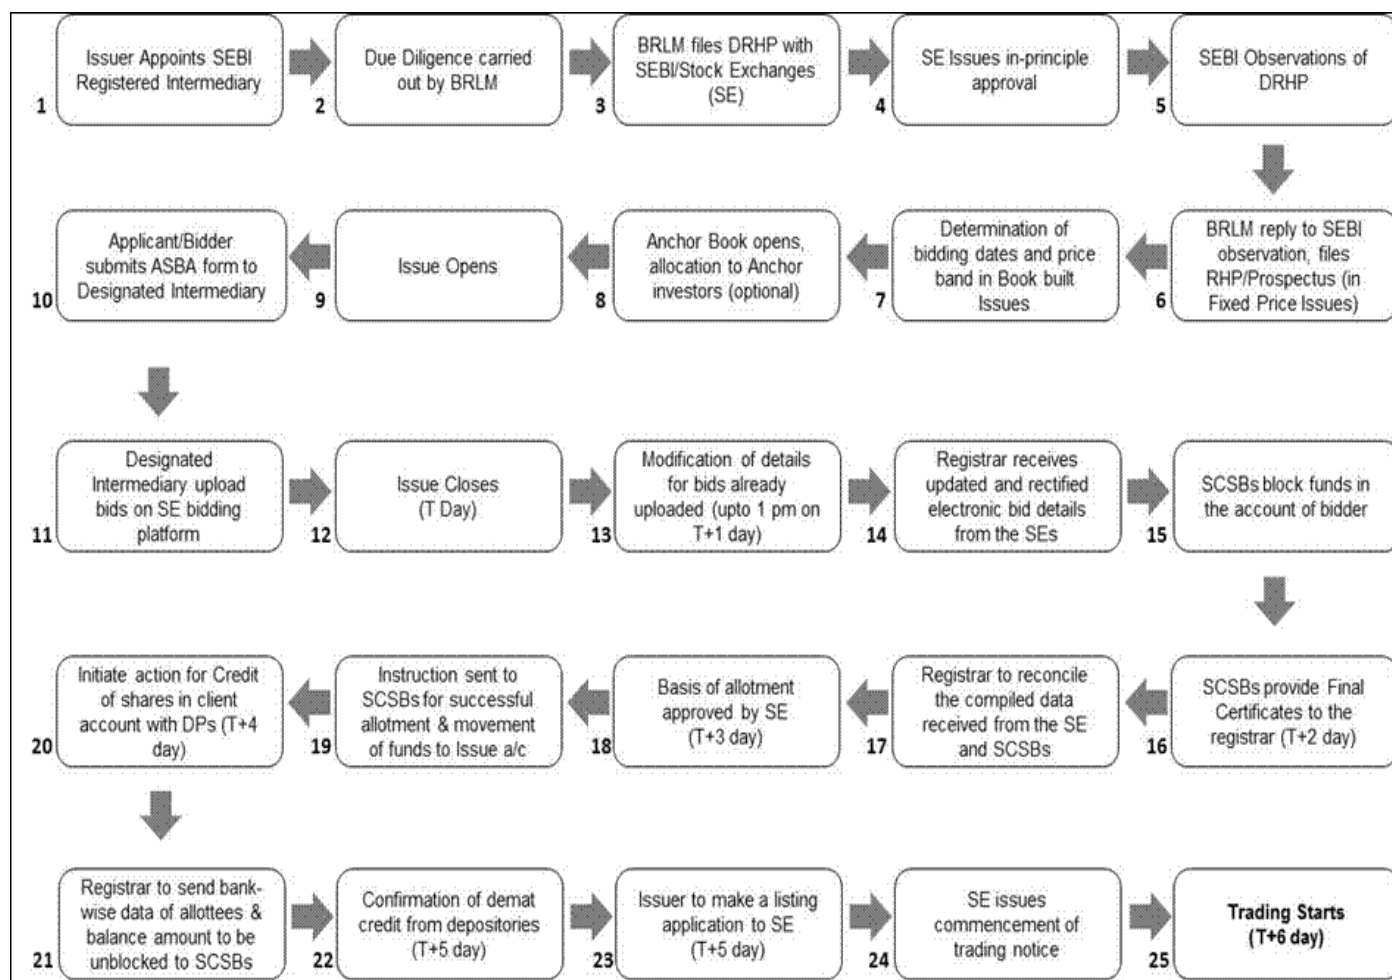 Issuer Appoints SEBI
Registered Intermediary
1
Due Diligence carried
out by BRLM
2
BRLM files DRHP with
SEBI/Stock Exchanges
(SE)
3
SE Issues in-principle
approval
4
SEBI Observations of
DRHP
5
BRLM reply to SEBI
observation, files
RHP/Prospectus (in
Fixed Price Issues)
6
Determination of
bidding dates and price
band in Book built
Issues
7
Anchor Book opens,
allocation to Anchor
investors (optional)
8
Issue Opens
9
Applicant/Bidder
submits ASBA form to
Designated Intermediary
10
Designated
Intermediary upload
bids on SE bidding
platform
11
Issue Closes
(T Day)
12
Modification of details
for bids already
uploaded (upto 1 pm on
T+1 day)
13
Registrar receives
updated and rectified
electronic bid details
from the SEs
14
SCSBs block funds in
the account of bidder
15
SCSBs provide Final
Certificates to the
registrar (T+2 day)
16
Registrar to reconcile
the compiled data
received from the SE
and SCSBs
17
Basis of allotment
approved by SE
(T+3 day)
18
Instruction sent to
SCSBs for successful
allotment & movement
of funds to Issue a/c
19
Initiate action for Credit
of shares in client
account with DPs (T+4
day)
20
Registrar to send bank-
wise data of allottees &
balance amount to be
unblocked to SCSBs
21
Confirmation of demat
credit from depositories
(T+5 day)
22
Issuer to make a listing
application to SE
(T+5 day)
23
SE issues
commencement of
trading notice
24
Trading Starts
(T+6 day)
25